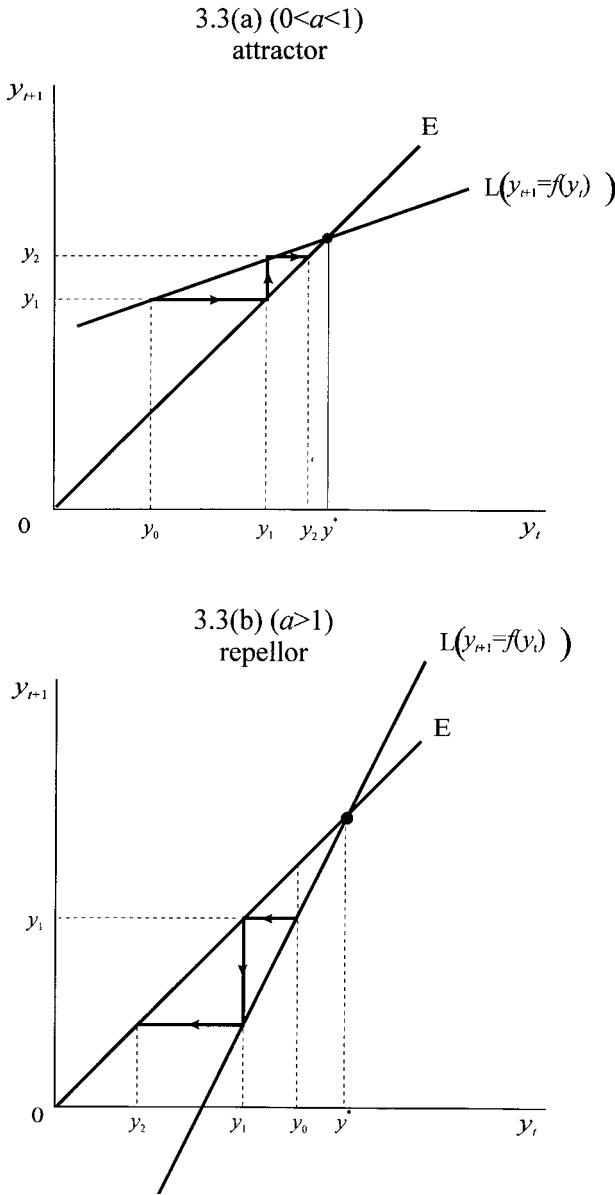 3.3(a) (0<a<1)
attractor
y_{t+1}
E
L(y_{t+1}=f(y_t))
y_2
y_1
0
y_0
y_1
y_2
y*
y_t
3.3(b) (a>1)
repellor
L(y_{t+1}=f(y_t))
y_{t+1}
E
y_1
0
y_2
y_1
y_0
y*
y_t